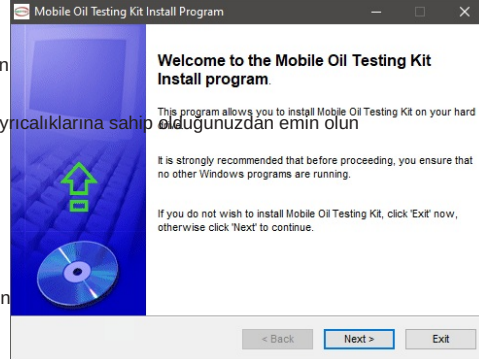 Mobile Oil Testing Kit Install Program
Welcome to the Mobile Oil Testing Kit
Install program.
This program allows you to install Mobile Oil Testing Kit on your hard
yrıcalıklarına sahip olduğunuzdan emin olun
It is strongly recommended that before proceeding, you ensure that
no other Windows programs are running.
If you do not wish to install Mobile Oil Testing Kit, click 'Exit' now,
otherwise click 'Next' to continue.
< Back
Next >
Exit